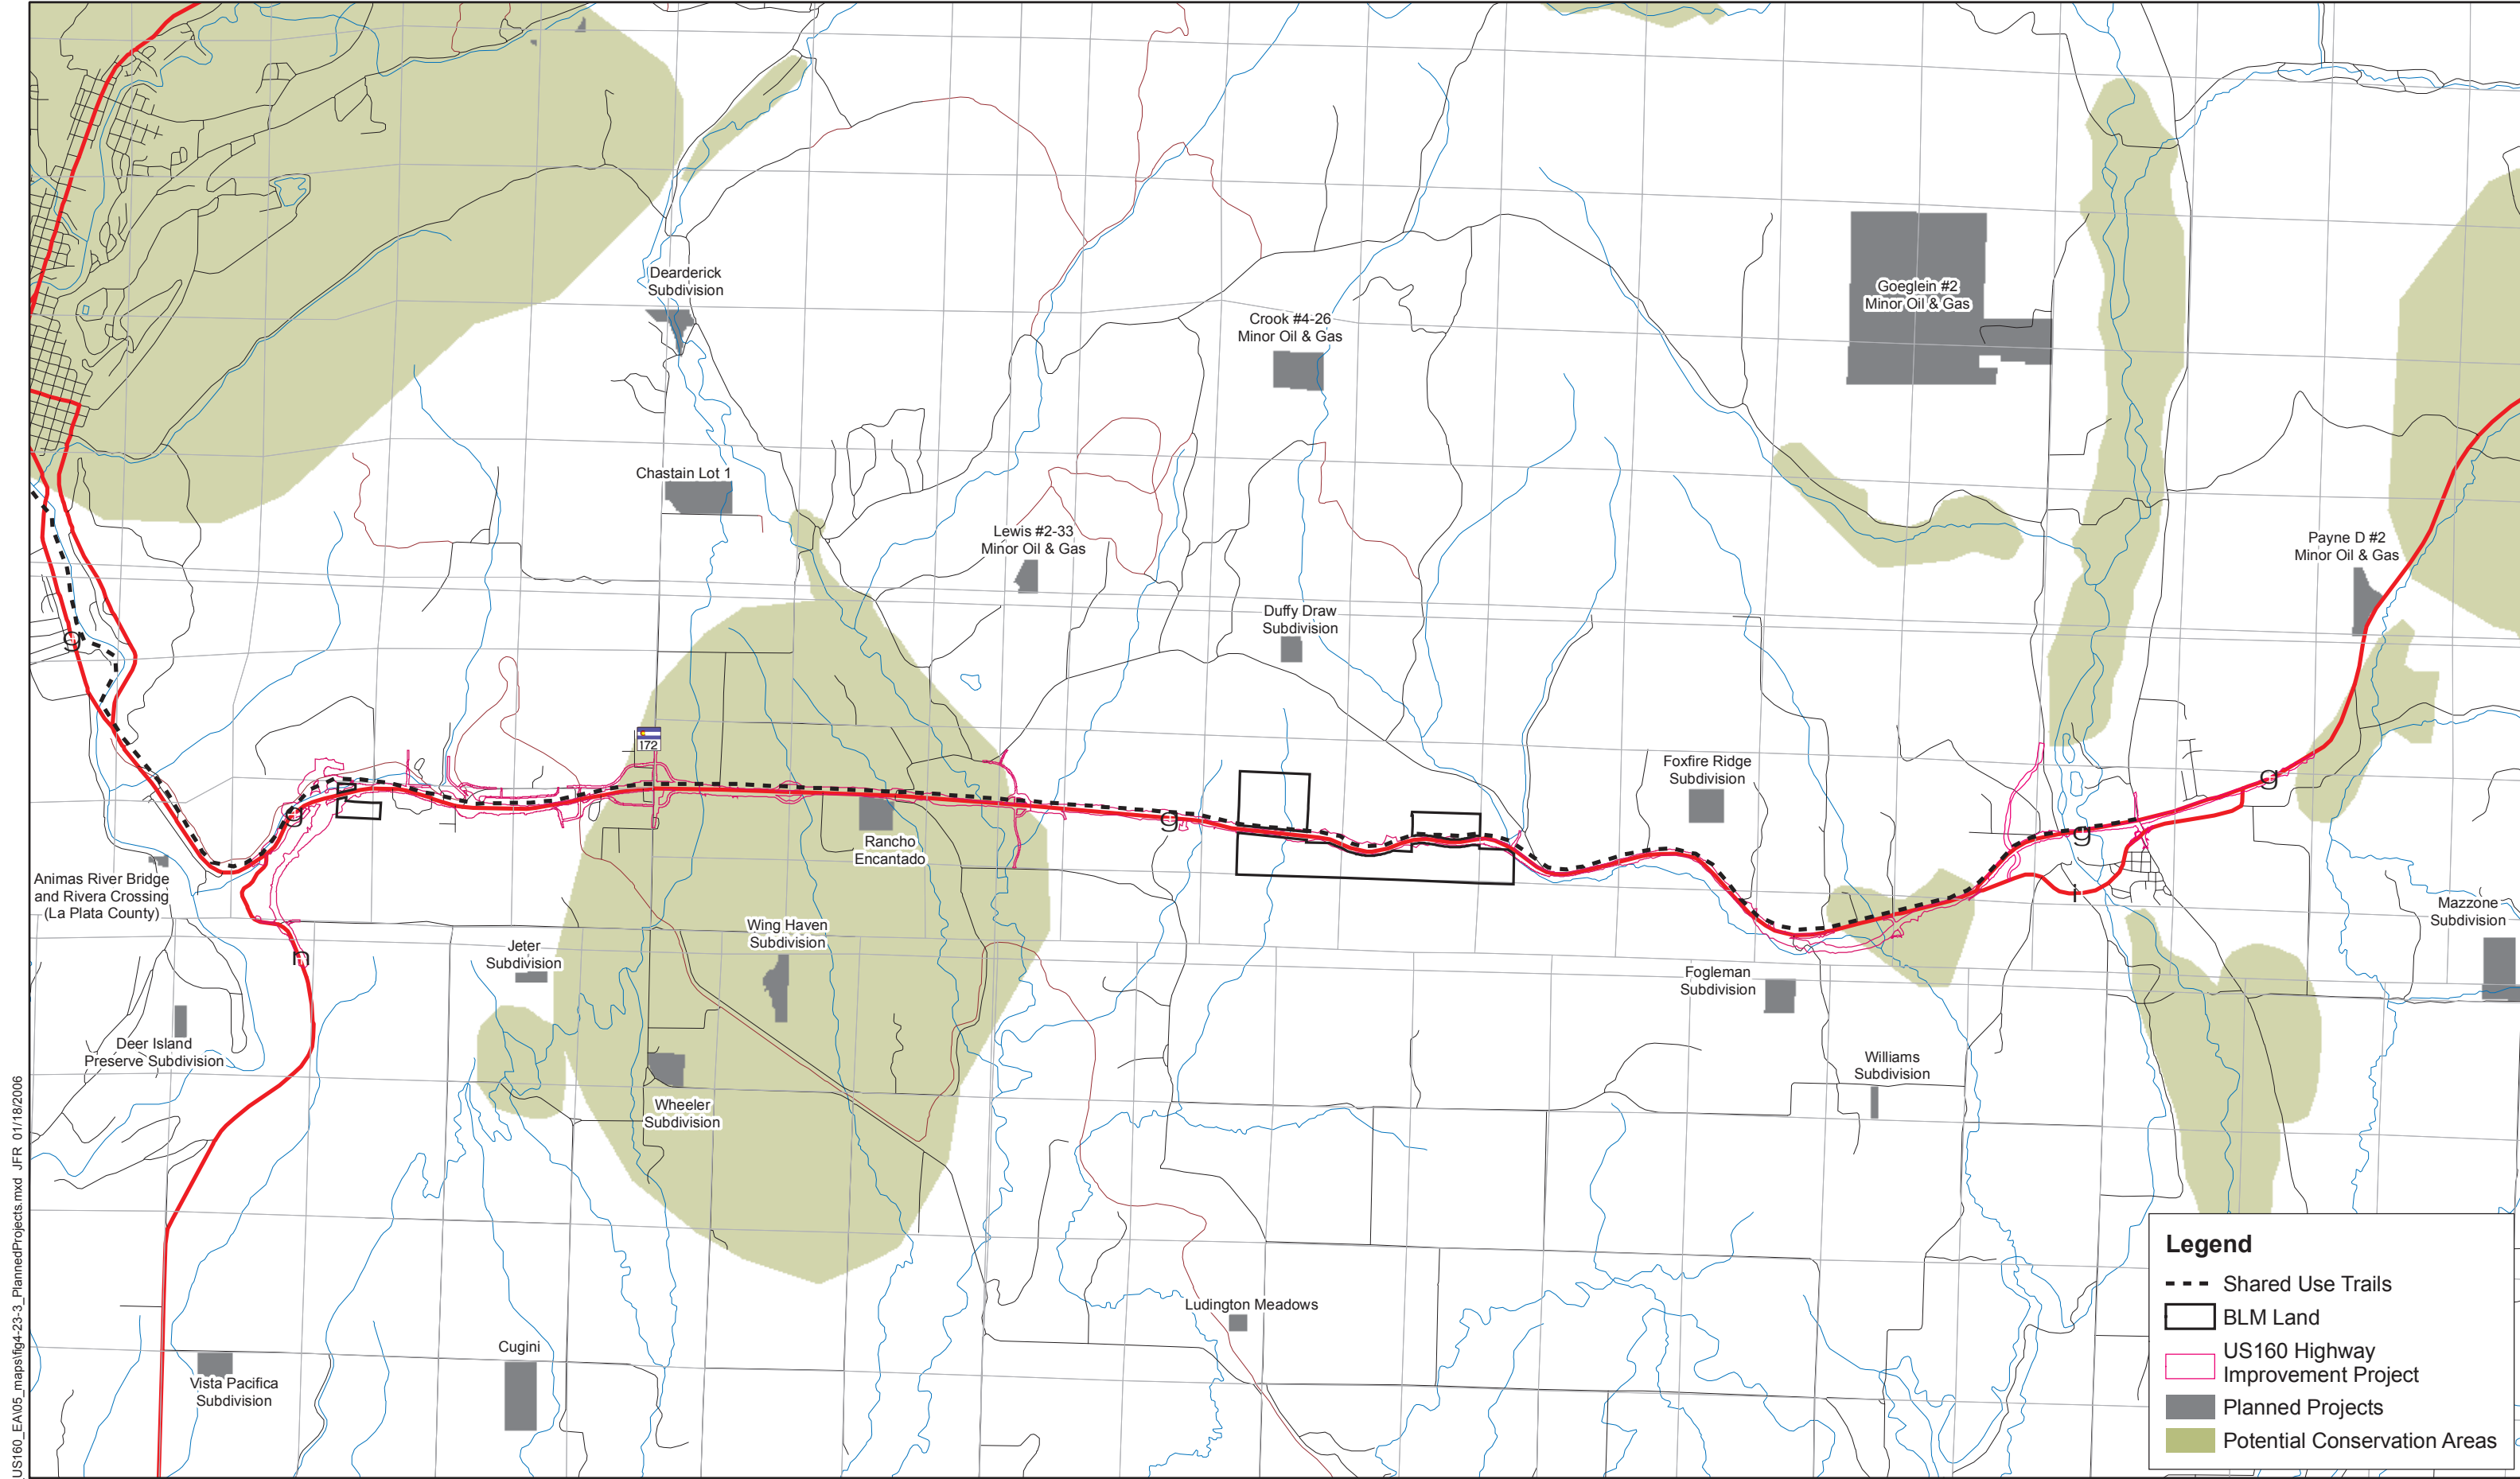 Dearderick
Subdivision
Goeglein #2
Minor Oil & Gas
Crook #4-26
Minor Oil & Gas
Chastain Lot 1
Lewis #2-33
Minor Oil & Gas
Payne D #2
Minor Oil & Gas
Duffy Draw
Subdivision
g
172
Foxfire Ridge
Subdivision
g
g
g
g
Rancho
Encantado
Animas River Bridge
and Rivera Crossing
(La Plata County)
i
Mazzone
Subdivision
Wing Haven
Subdivision
Jeter
Subdivision
n
Fogleman
Subdivision
Deer Island
Preserve Subdivision
Williams
Subdivision
Wheeler
Subdivision
Ludington Meadows
Cugini
Vista Pacifica
Subdivision
Legend
Shared Use Trails
BLM Land
US160 Highway
Improvement Project
Planned Projects
Potential Conservation Areas
US160_EA\05_maps\fig4-23-3_PlannedProjects.mxd JFR 01/18/2006